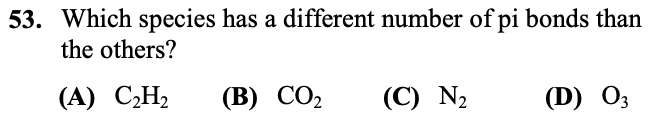 53. Which species has a different number of pi bonds than
the others?
(A) C₂H₂ (B) CO₂ (C) N₂ (D) O₃